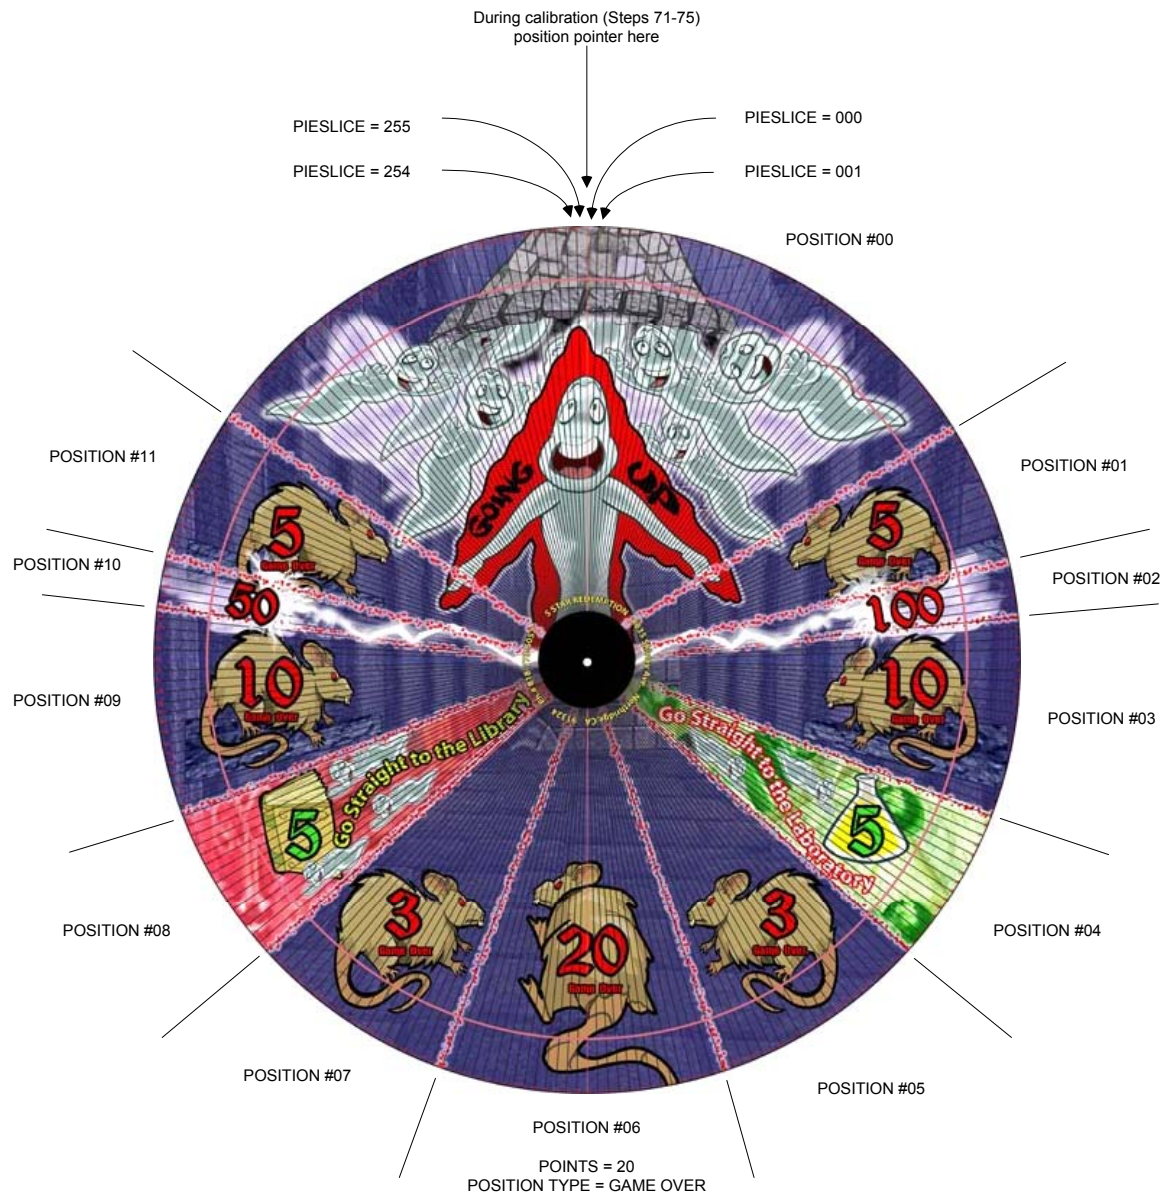 During calibration (Steps 71-75)
position pointer here
PIESLICE = 255
PIESLICE = 000
PIESLICE = 254
PIESLICE = 001
POSITION #00
POSITION #11
POSITION #01
GOING
UP
5
Game Over
5
Game Over
POSITION #10
POSITION #02
50
100
5 STAR REDEMPTION
10
Game Over
10
Game Over
POSITION #09
POSITION #03
Northridge CA
91324
Go Straight to the Library
Go Straight to the Laboratory
5
5
POSITION #08
POSITION #04
3
Game Over
20
Game Over
3
Game Over
POSITION #07
POSITION #05
POSITION #06
POINTS = 20
POSITION TYPE = GAME OVER